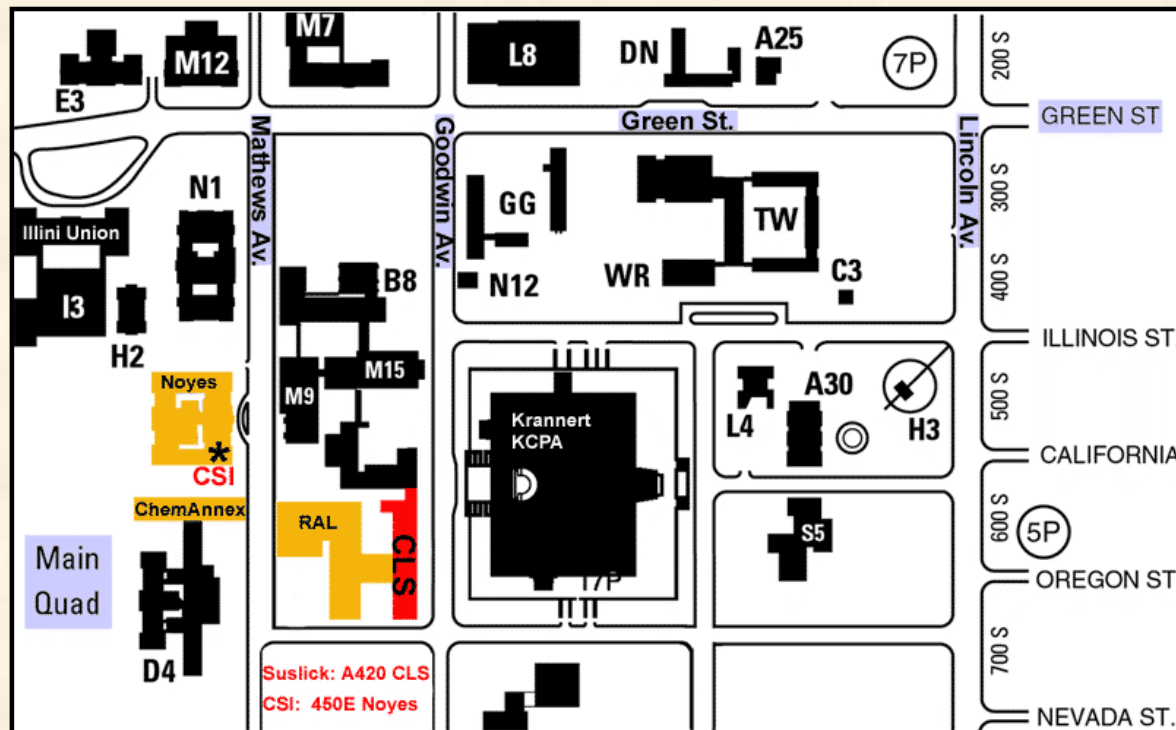 M7
M12
E3
L8
DN
A25
7P
200 S
GREEN ST
Green St.
Mathews Av.
Goodwin Av.
Lincoln Av.
N1
Illini Union
I3
H2
B8
GG
N12
TW
WR
C3
300 S
400 S
ILLINOIS ST.
Noyes
*
CSI
M9
M15
Krannert
KCPA
L4
A30
H3
500 S
CALIFORNIA
ChemAnnex
RAL
CLS
17P
S5
600 S
5P
Main
Quad
D4
OREGON ST
700 S
Suslick: A420 CLS
CSI: 450E Noyes
NEVADA ST.